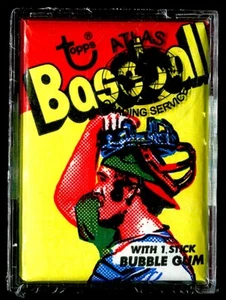 topps
ATLAS
Baseball
SERVICE
WITH 1 STICK
BUBBLE GUM